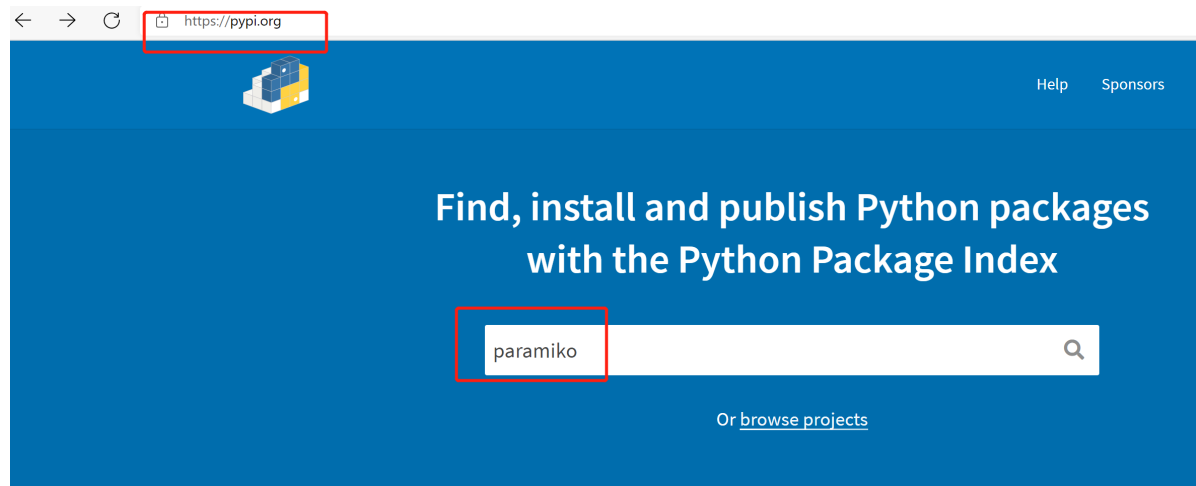 https://pypi.org
Help Sponsors
Find, install and publish Python packages
with the Python Package Index
paramiko
Or browse projects